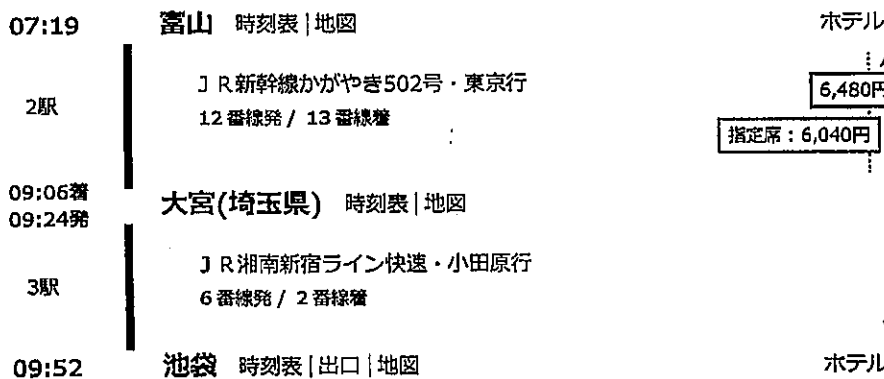 07:19 富山 時刻表|地図 ホテル
2駅 JR新幹線かがやき502号・東京行 6,480円
12番線発 / 13番線着
指定席：6,040円
09:06着
09:24発 大宮(埼玉県) 時刻表|地図
JR湘南新宿ライン快速・小田原行
3駅 6番線発 / 2番線着
09:52 池袋 時刻表|出口|地図 ホテル